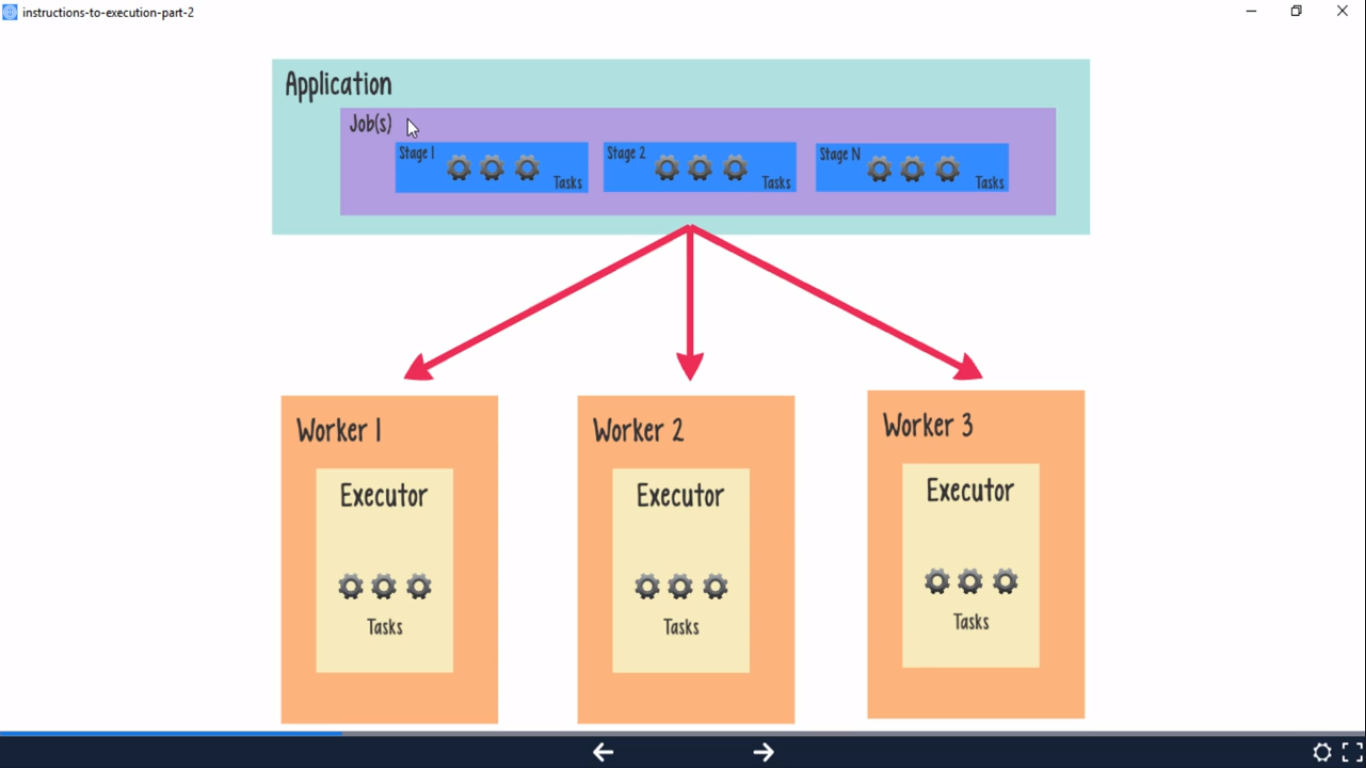 instructions-to-execution-part-2
Application
Job(s)
Stage 1
Tasks
Stage 2
Tasks
Stage N
Tasks
Worker 1
Executor
Tasks
Worker 2
Executor
Tasks
Worker 3
Executor
Tasks